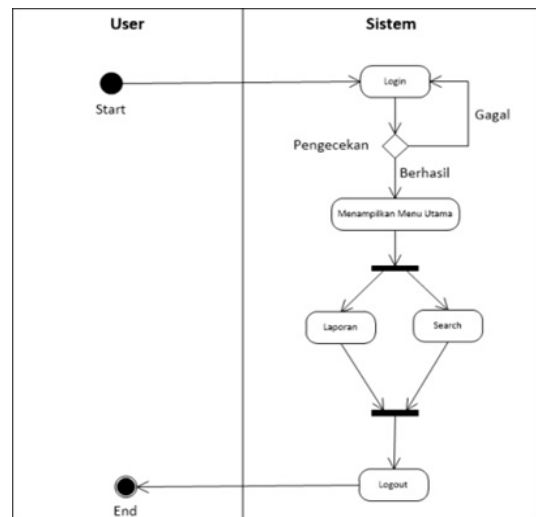 User
Sistem
Start
Login
Gagal
Pengecekan
Berhasil
Menampilkan Menu Utama
Laporan
Search
Logout
End